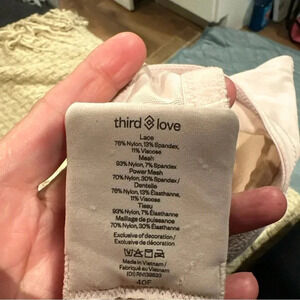 third love
Lace
76% Nylon, 13% Spandex,
11% Viscose
Mesh
93% Nylon, 7% Spandex
Power Mesh
70% Nylon, 30% Spandex /
Dentelle
76% Nylon, 13% Élasthanne,
11% Viscose
Tissu
93% Nylon, 7% Élasthanne
Maillage de puissance
70% Nylon, 30% Élasthanne
Exclusive of decoration /
Exclusive de décoration
Made in Vietnam /
Fabriqué au Vietnam
40F